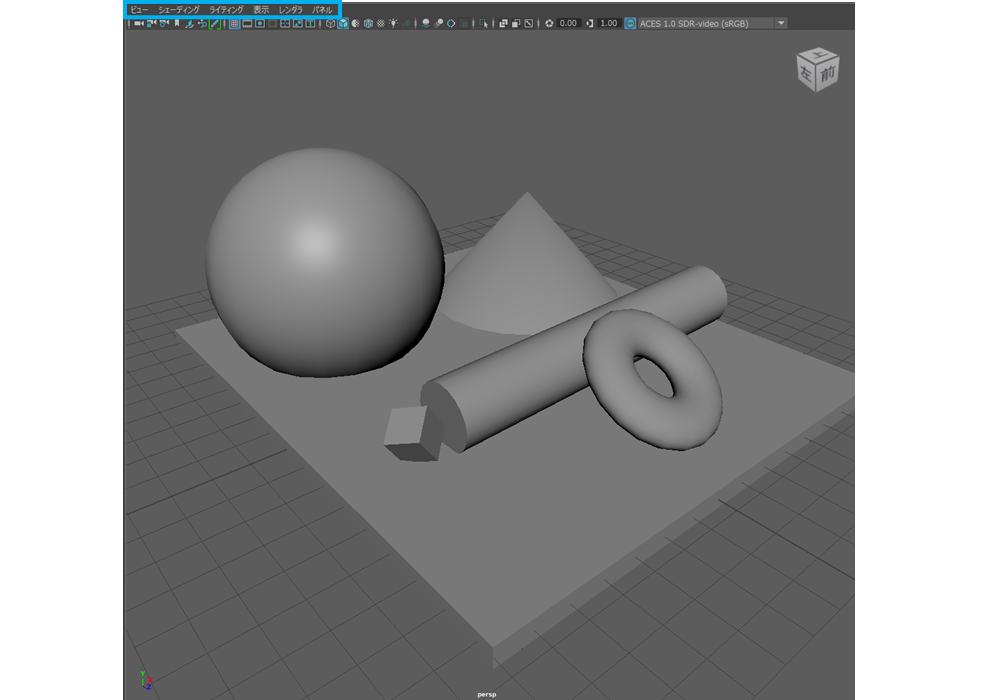 ビュー シェーディング ライティング 表示 レンダラ パネル
0.00 1.00 ACES 1.0 SDR-video (sRGB)
上
左 前
persp